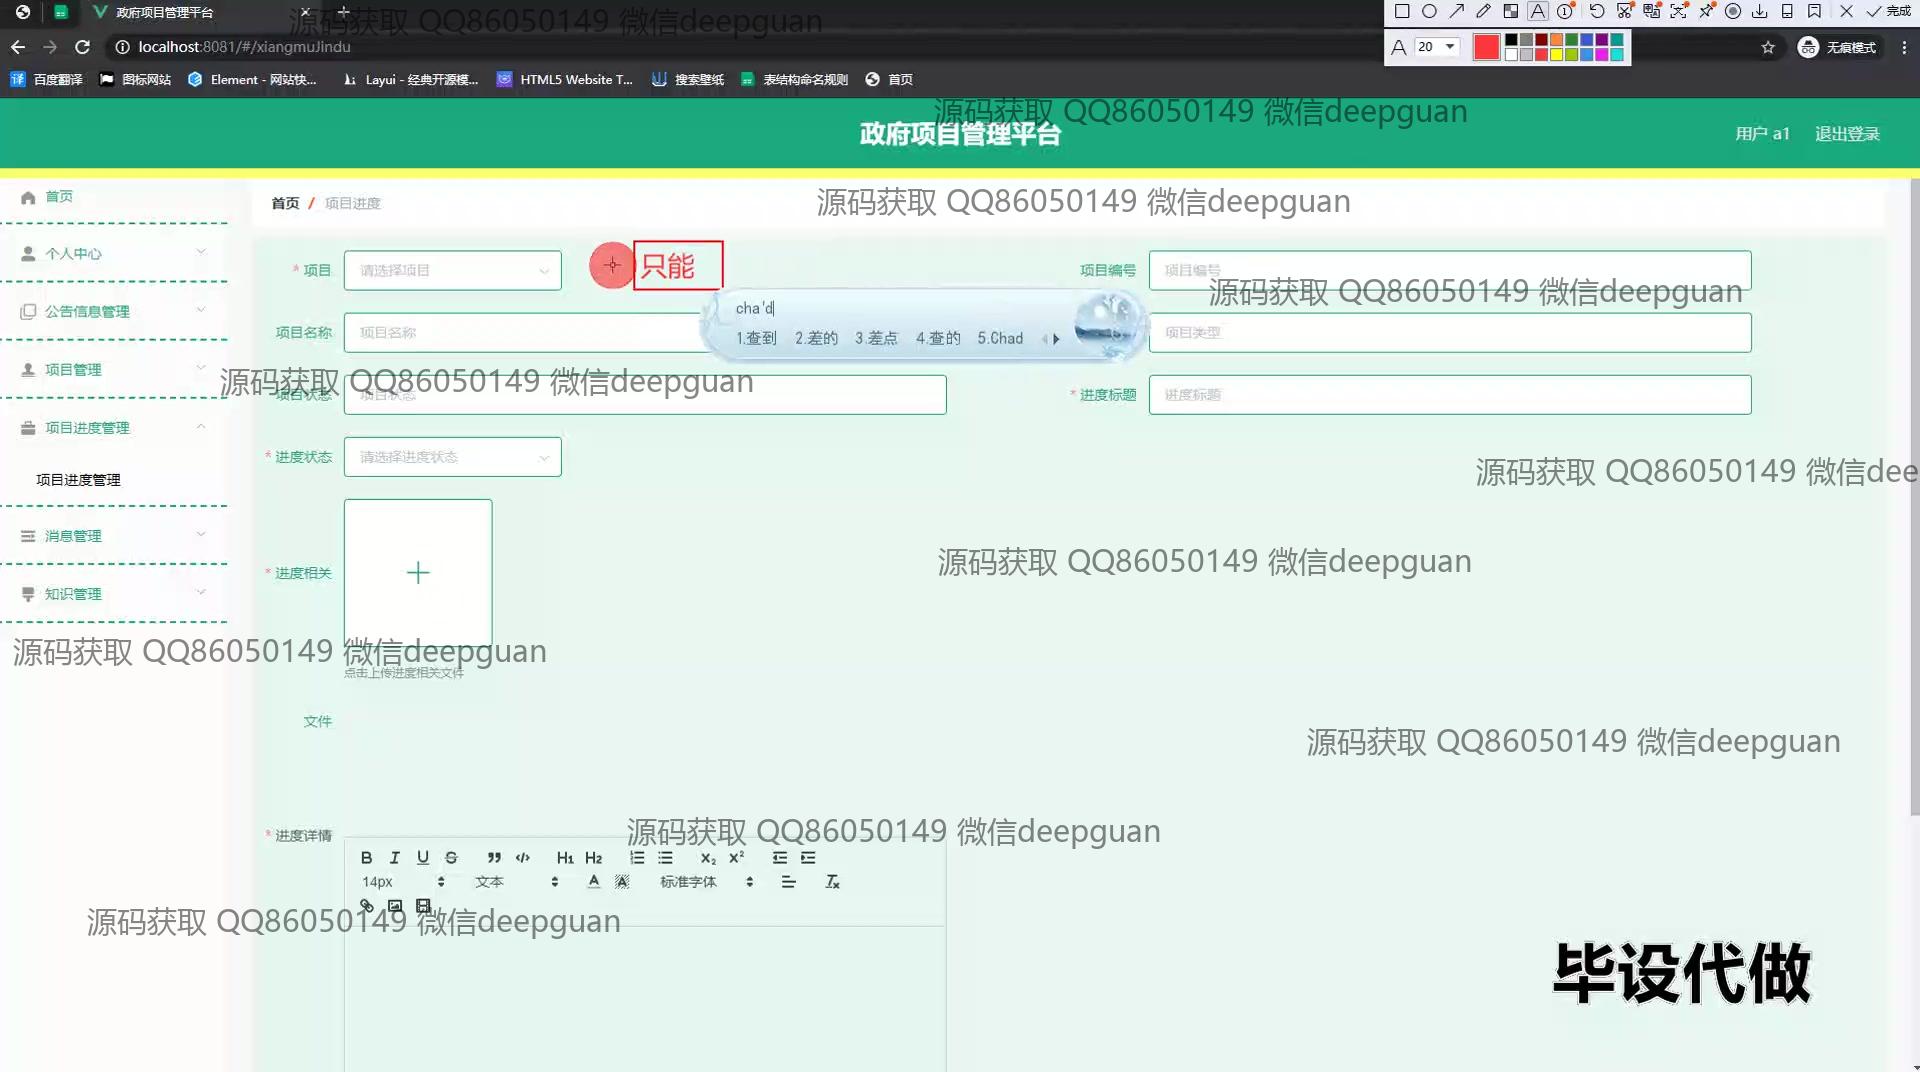 政府项目管理平台
源码获取 QQ86050149 微信deepguan
完成
localhost:8081/#/xiangmuJindu
A 20
无痕模式
百度翻译 图标网站 Element - 网站快... Layui - 经典开源模... HTML5 Website T... 搜索壁纸 表结构命名规则 首页
源码获取 QQ86050149 微信deepguan
政府项目管理平台
用户 a1 退出登录
首页
个人中心
公告信息管理
项目管理
项目进度管理
项目进度管理
消息管理
知识管理
首页 / 项目进度
源码获取 QQ86050149 微信deepguan
* 项目 请选择项目
只能
项目编号 项目编号
源码获取 QQ86050149 微信deepguan
cha'd
1.查到 2.差的 3.差点 4.查的 5.Chad
项目名称 项目名称
项目类型
源码获取 QQ86050149 微信deepguan
项目状态 项目状态
* 进度标题 进度标题
* 进度状态 请选择进度状态
源码获取 QQ86050149 微信dee
源码获取 QQ86050149 微信deepguan
* 进度相关
源码获取 QQ86050149 微信deepguan
点击上传进度相关文件
文件
源码获取 QQ86050149 微信deepguan
* 进度详情
源码获取 QQ86050149 微信deepguan
B I U S H1 H2 X2 X2
14px 文本 A A 标准字体 Tx
源码获取 QQ86050149 微信deepguan
毕设代做